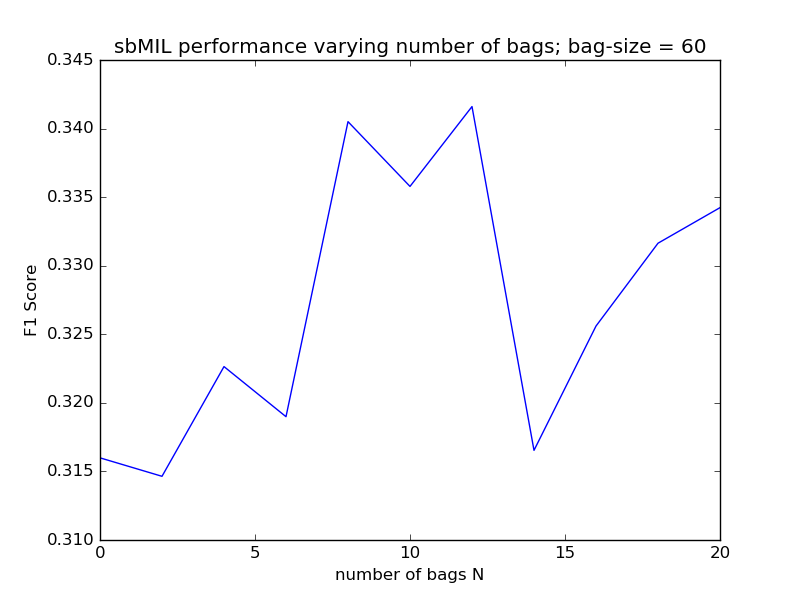 sbMIL performance varying number of bags; bag-size = 60
0.345
0.340
0.335
0.330
0.325
0.320
0.315
0.310
F1 Score
0 5 10 15 20
number of bags N